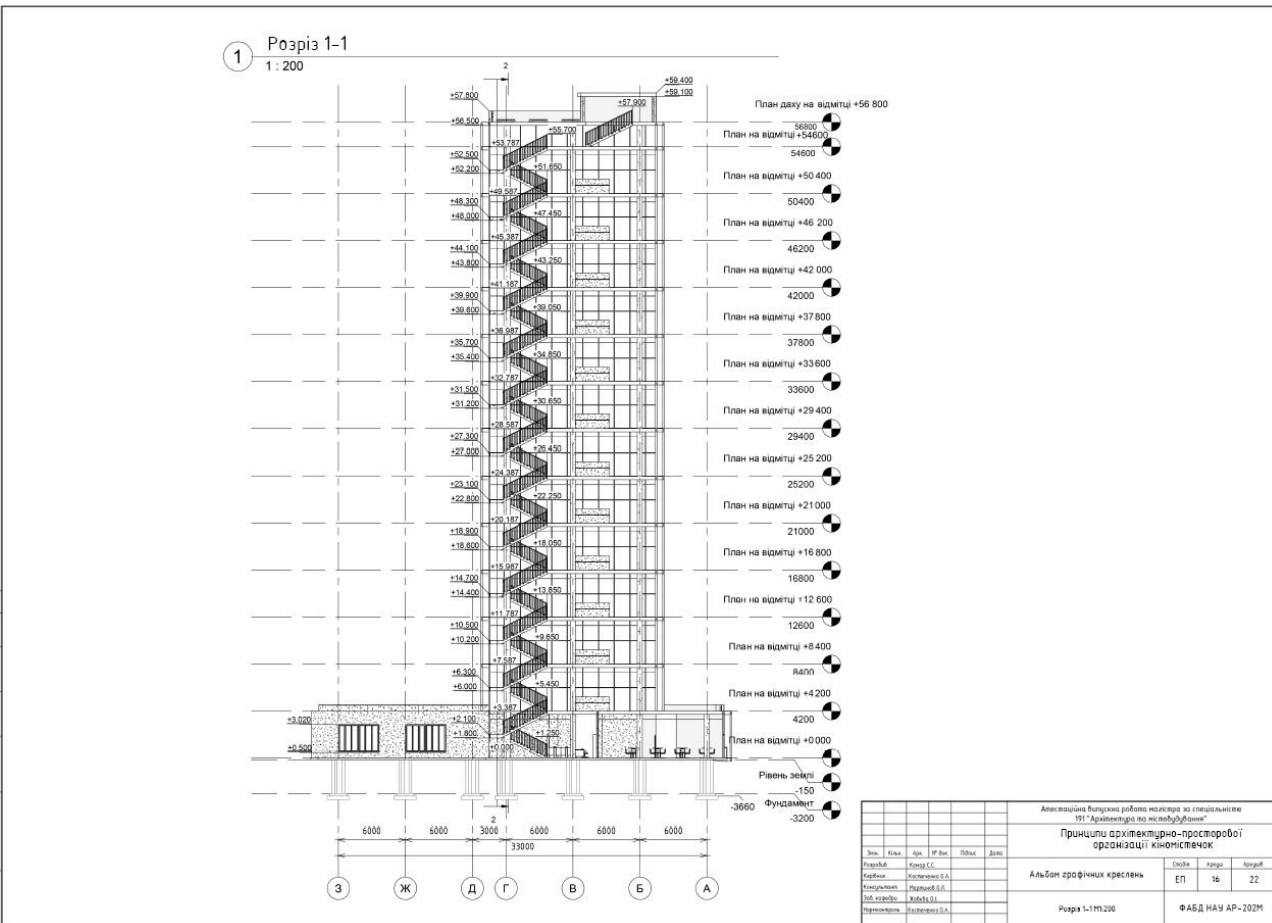 1
Розріз 1-1
1 : 200
2
+59.400
+59.100
+57.800
+57.900
План даху на відмітці +56 800
+56.500
56800
+55.700
План на відмітці +54600
+53.787
+52.500
54600
+52.200
+51.650
План на відмітці +50 400
+49.587
50400
+48.300
+48.000
+47.450
План на відмітці +46 200
+45.387
46200
+44.100
+43.800
+43.250
План на відмітці +42 000
+41.187
42000
+39.900
+39.600
+39.050
План на відмітці +37 800
+36.987
37800
+35.700
+35.400
+34.850
План на відмітці +33 600
+32.787
33600
+31.500
+31.200
+30.650
План на відмітці +29 400
+28.587
29400
+27.300
+27.000
+26.450
План на відмітці +25 200
+24.387
25200
+23.100
+22.800
+22.250
План на відмітці +21 000
+20.187
21000
+18.900
+18.600
+18.050
План на відмітці +16 800
+15.987
16800
+14.700
+14.400
+13.850
План на відмітці +12 600
+11.787
12600
+10.500
+10.200
+9.650
План на відмітці +8 400
+7.587
8400
+6.300
+6.000
+5.450
План на відмітці +4 200
+3.387
4200
+3.020
+2.100
+1.800
+1.250
План на відмітці +0 000
+0.500
+0.000
Рівень землі
-150
-3660
Фундамент
-3200
2
6000 6000 3000 6000 6000 6000
33000
З Ж Д Г В Б А
Атестаційна випускна робота магістра за спеціальністю
191 "Архітектура та містобудування"
Принципи архітектурно-просторової
організації кіномістечок
Змін. Кільк. Арк. № док. Підпис Дата
Розробив Комар С.С.
Керівник Костюченко О.А.
Консультант Мартинов О.Л.
Зав. кафедри
Нормоконтроль Костюченко О.А.
Альбом графічних креслень
Стадія Аркуш Аркушів
ЕП 16 22
Розріз 1-1 М1:200
ФАБД НАУ АР-202М